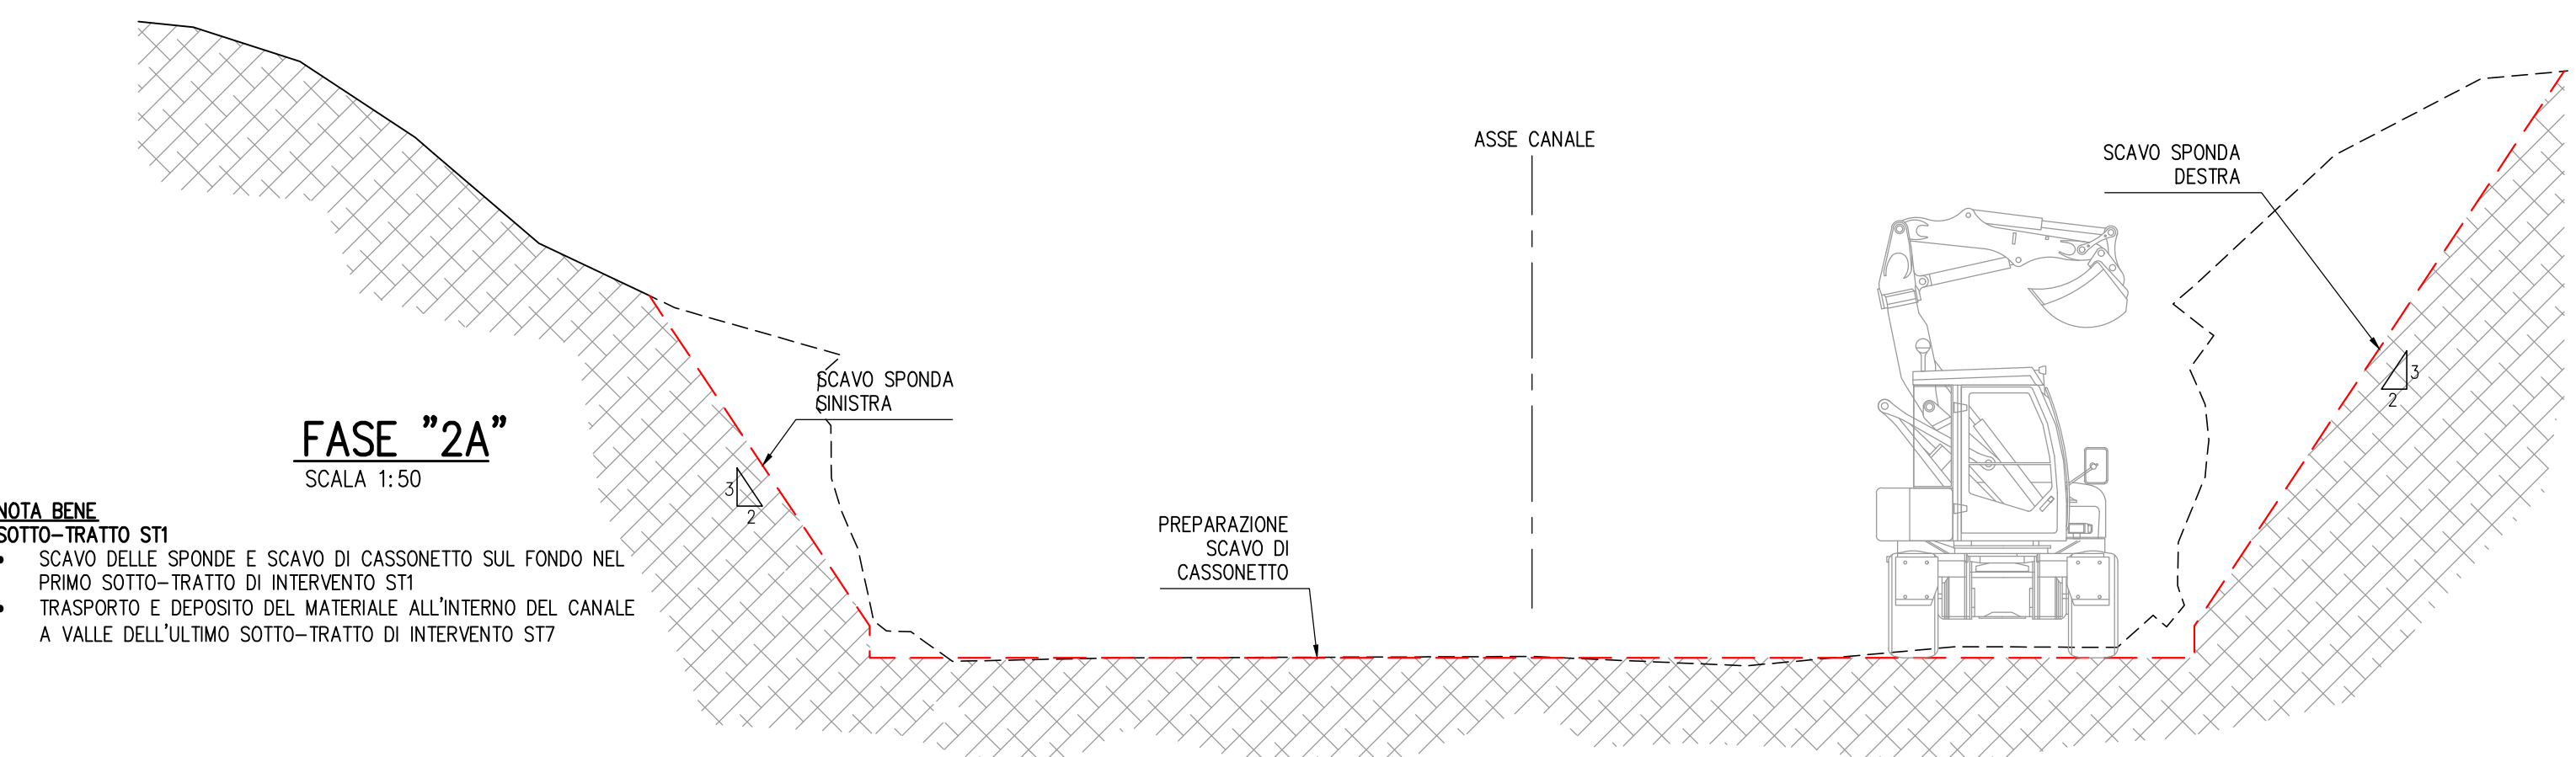 ASSE CANALE
SCAVO SPONDA
DESTRA
3
2
SCAVO SPONDA
SINISTRA
3
2
FASE "2A"
SCALA 1:50
NOTA BENE
SOTTO-TRATTO ST1
• SCAVO DELLE SPONDE E SCAVO DI CASSONETTO SUL FONDO NEL
PRIMO SOTTO-TRATTO DI INTERVENTO ST1
• TRASPORTO E DEPOSITO DEL MATERIALE ALL'INTERNO DEL CANALE
A VALLE DELL'ULTIMO SOTTO-TRATTO DI INTERVENTO ST7
PREPARAZIONE
SCAVO DI
CASSONETTO